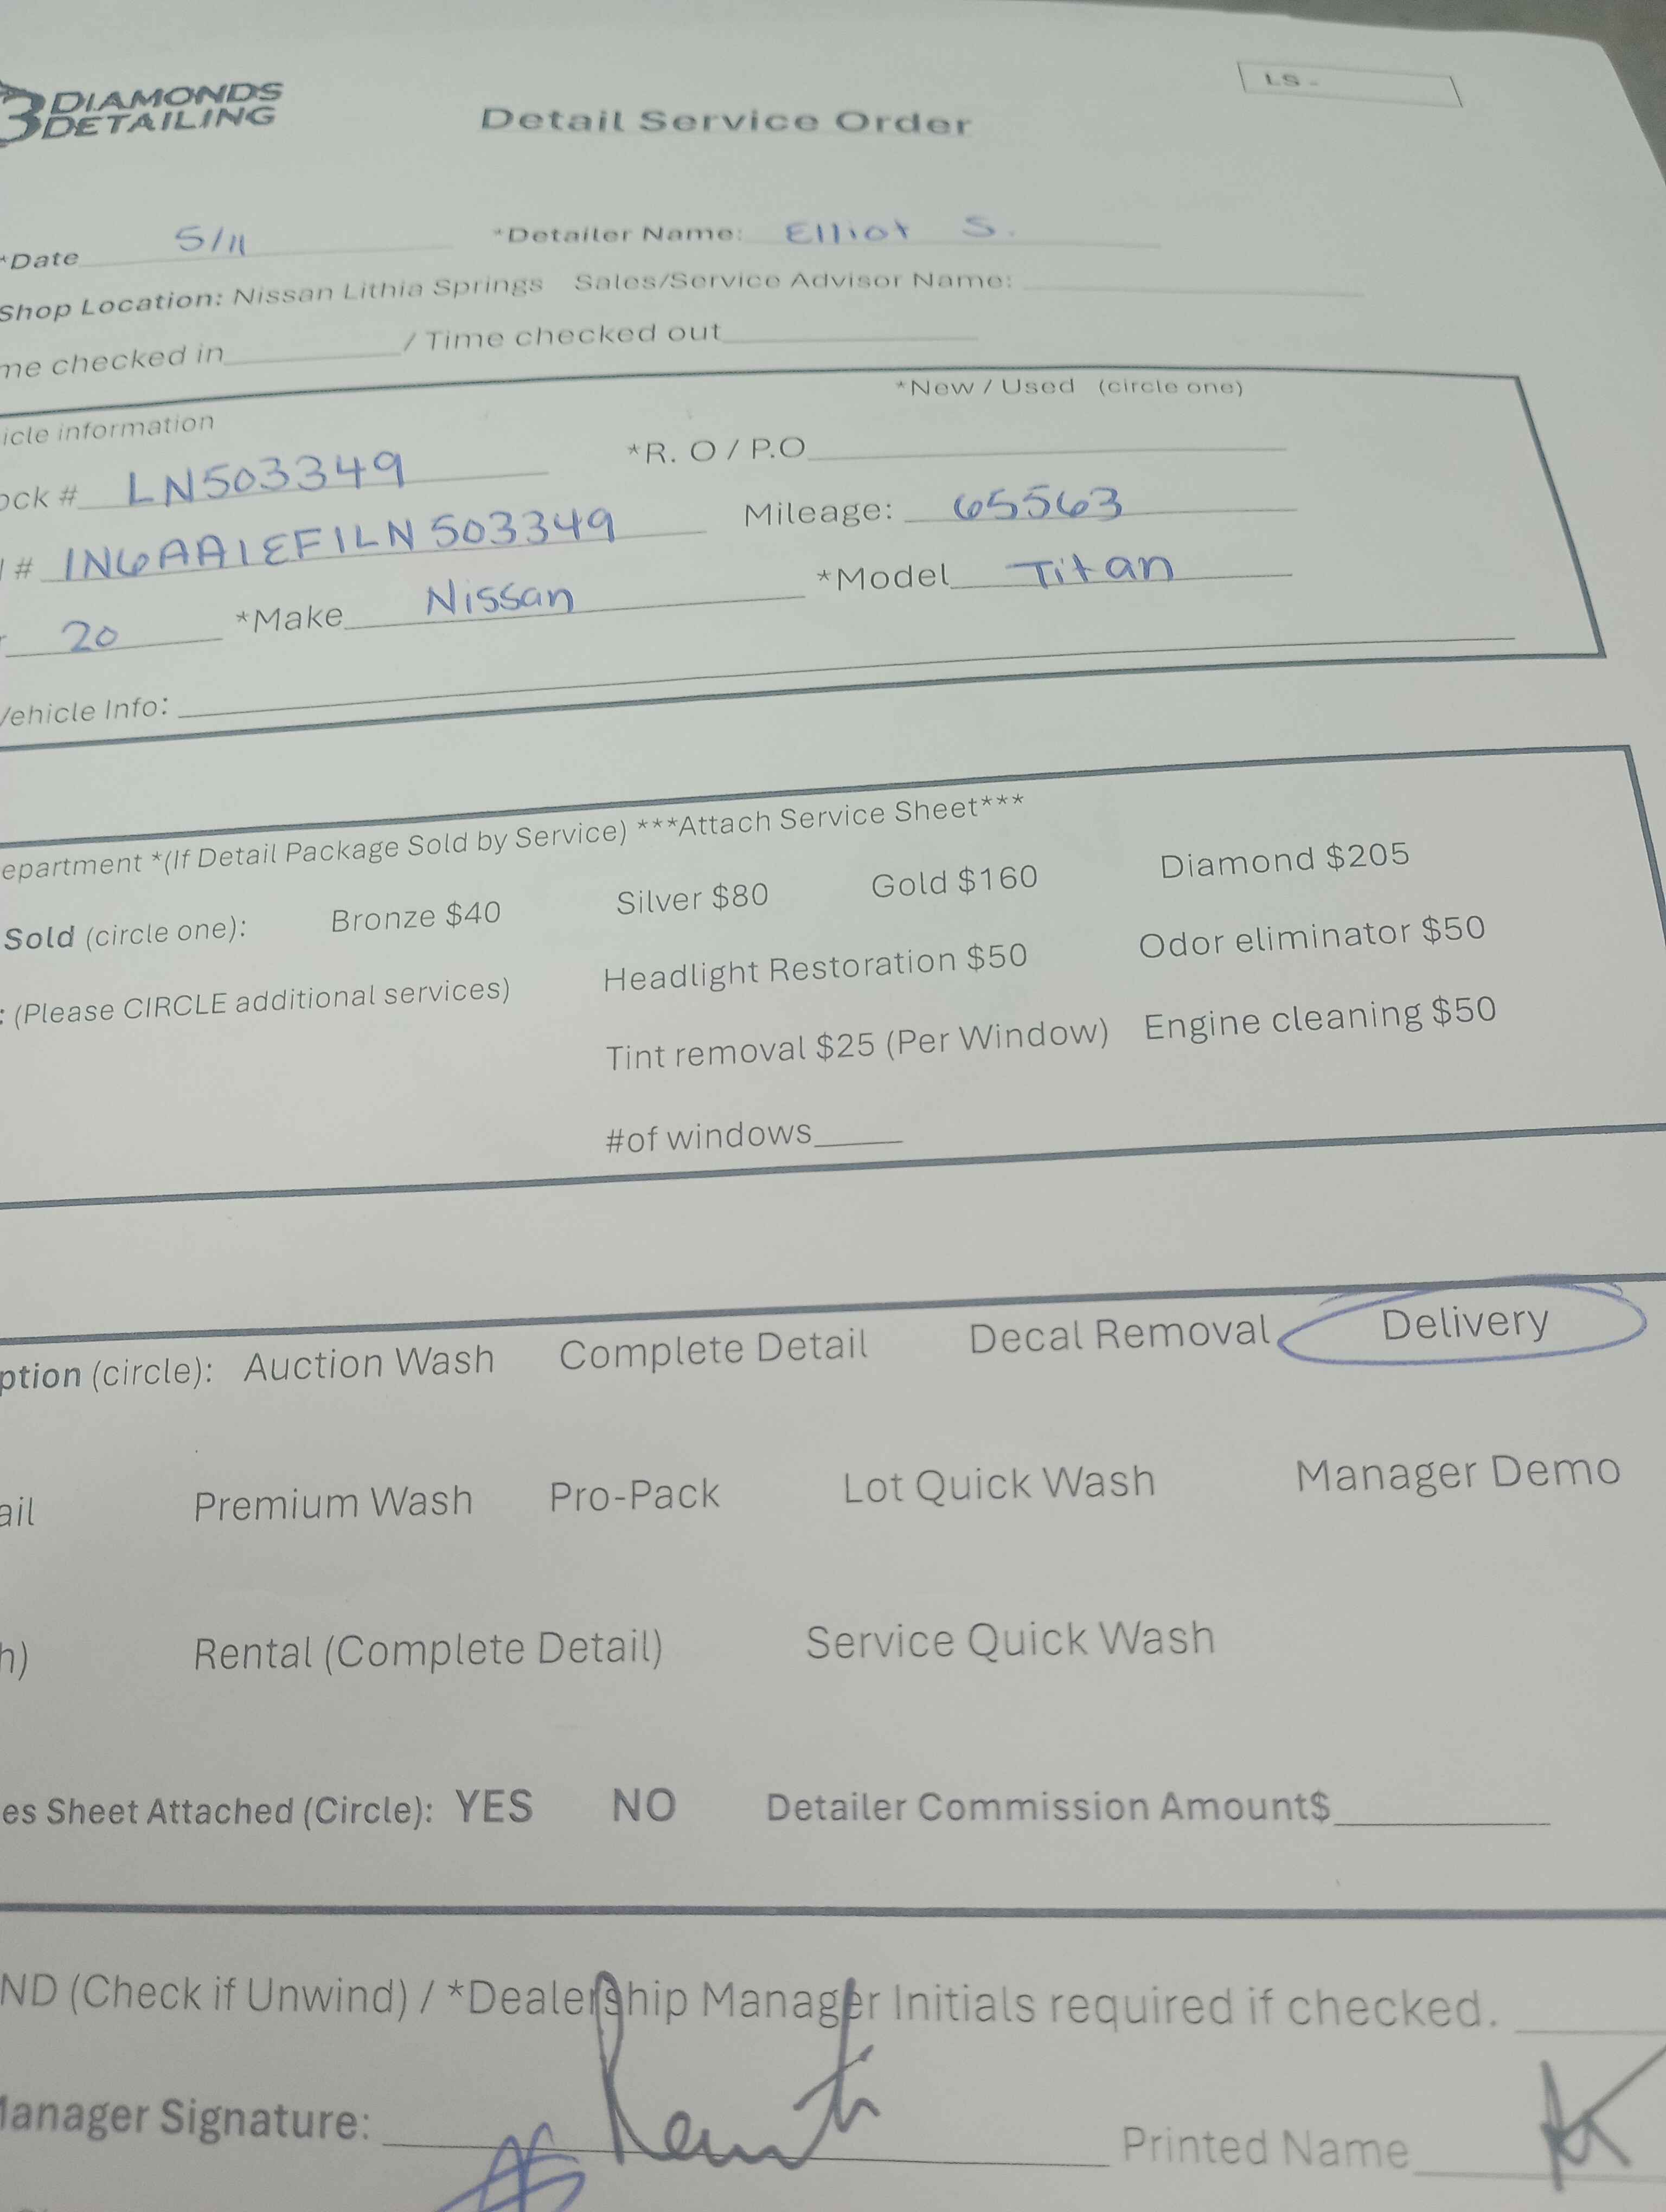 3 DIAMONDS
DETAILING
Detail Service Order
LS -
*Date 5/11 *Detailer Name: Elliot S.
Shop Location: Nissan Lithia Springs Sales/Service Advisor Name:
me checked in / Time checked out
*New / Used (circle one)
icle information
ock # LN503349 *R. O / P.O
# 1N6AA1EF1LN503349 Mileage: 65563
20 *Make Nissan *Model Titan
Vehicle Info:
epartment *(If Detail Package Sold by Service) ***Attach Service Sheet***
Sold (circle one): Bronze $40 Silver $80 Gold $160 Diamond $205
: (Please CIRCLE additional services) Headlight Restoration $50 Odor eliminator $50
Tint removal $25 (Per Window) Engine cleaning $50
#of windows
ption (circle): Auction Wash Complete Detail Decal Removal Delivery
ail Premium Wash Pro-Pack Lot Quick Wash Manager Demo
h) Rental (Complete Detail) Service Quick Wash
es Sheet Attached (Circle): YES NO Detailer Commission Amount$
ND (Check if Unwind) / *Dealership Manager Initials required if checked.
Manager Signature: Printed Name K